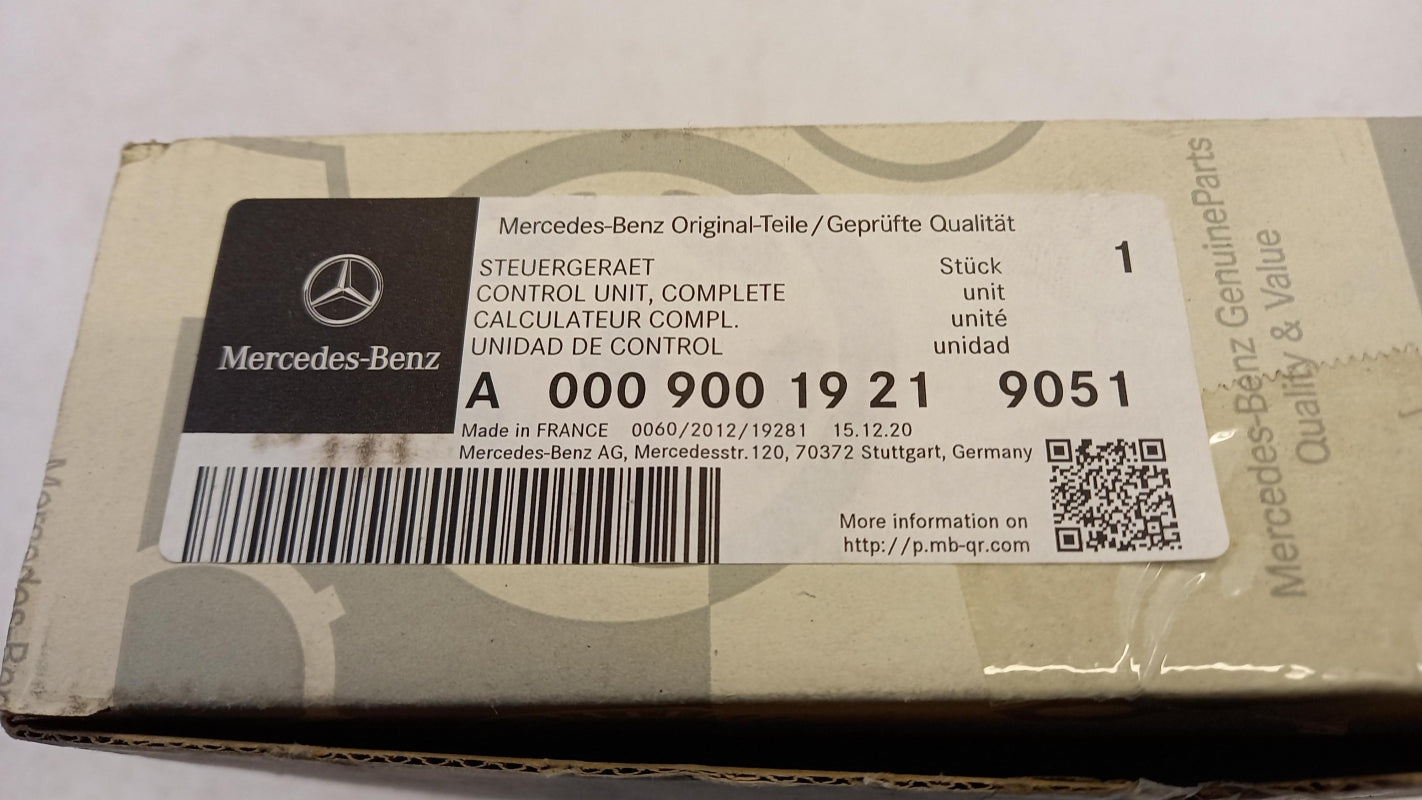 Mercedes-Benz
Mercedes-Benz Original-Teile/Geprüfte Qualität
STEUERGERAET Stück 1
CONTROL UNIT, COMPLETE unit
CALCULATEUR COMPL. unité
UNIDAD DE CONTROL unidad
A 000 900 19 21 9051
Made in FRANCE 0060/2012/19281 15.12.20
Mercedes-Benz AG, Mercedesstr.120, 70372 Stuttgart, Germany
More information on
http://p.mb-qr.com
Mercedes-Benz GenuineParts
Quality & Value
Mercedes-Ben